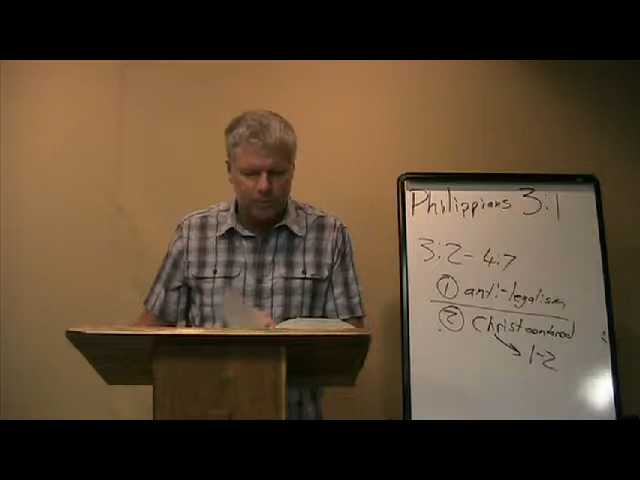 Philippians 3:1
3:2-4:7
① anti-legalism
② Christ centered
1-2